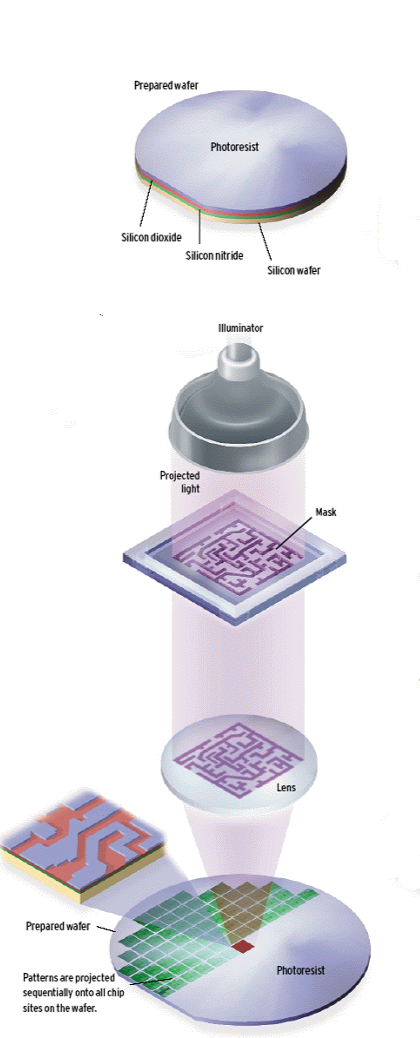 Prepared wafer
Photoresist
Silicon dioxide
Silicon nitride
Silicon wafer
Illuminator
Projected
light
Mask
Lens
Prepared wafer
Photoresist
Patterns are projected
sequentially onto all chip
sites on the wafer.